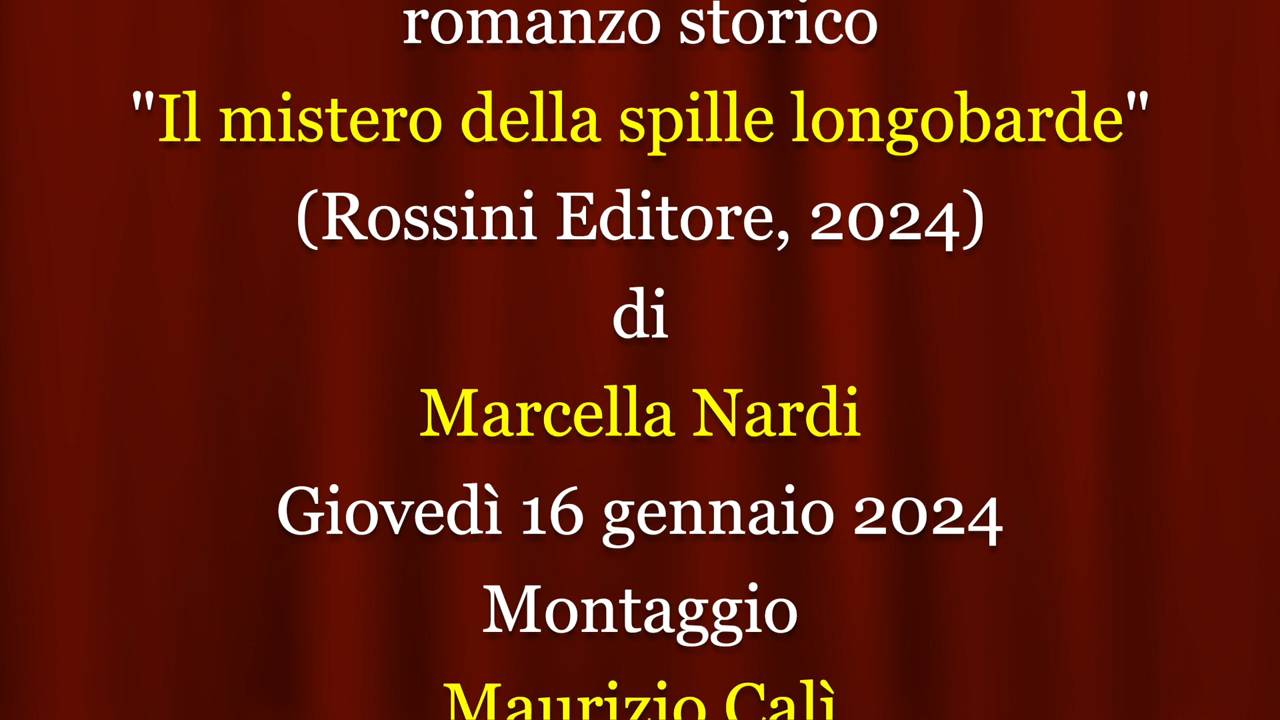 romanzo storico
"Il mistero della spille longobarde"
(Rossini Editore, 2024)
di
Marcella Nardi
Giovedì 16 gennaio 2024
Montaggio
Maurizio Calì